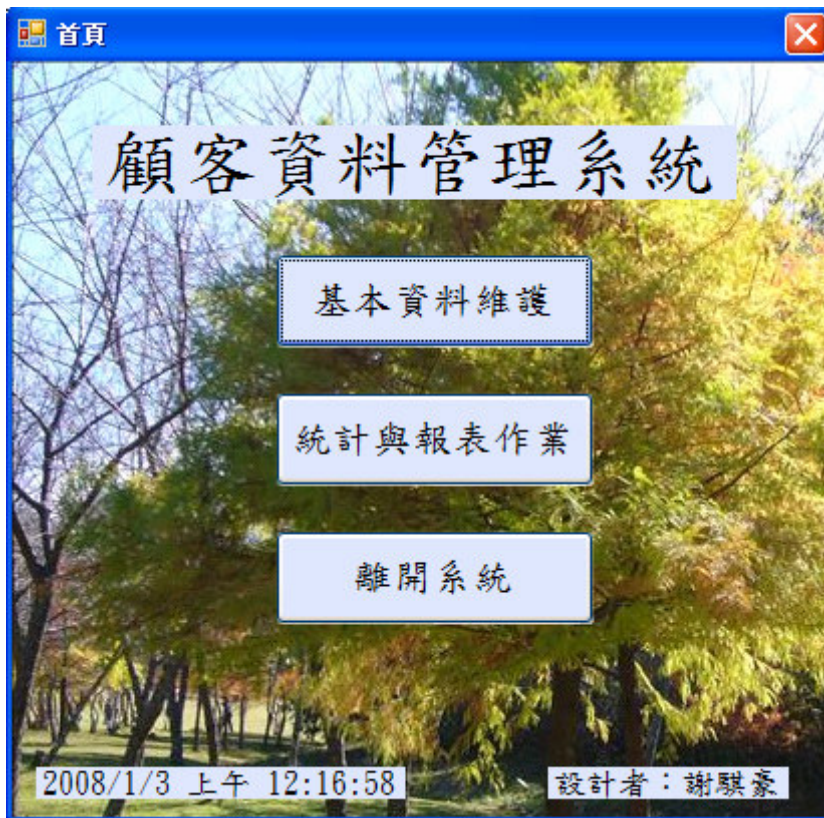 首頁
顧客資料管理系統
基本資料維護
統計與報表作業
離開系統
2008/1/3 上午 12:16:58
設計者：謝騏豪